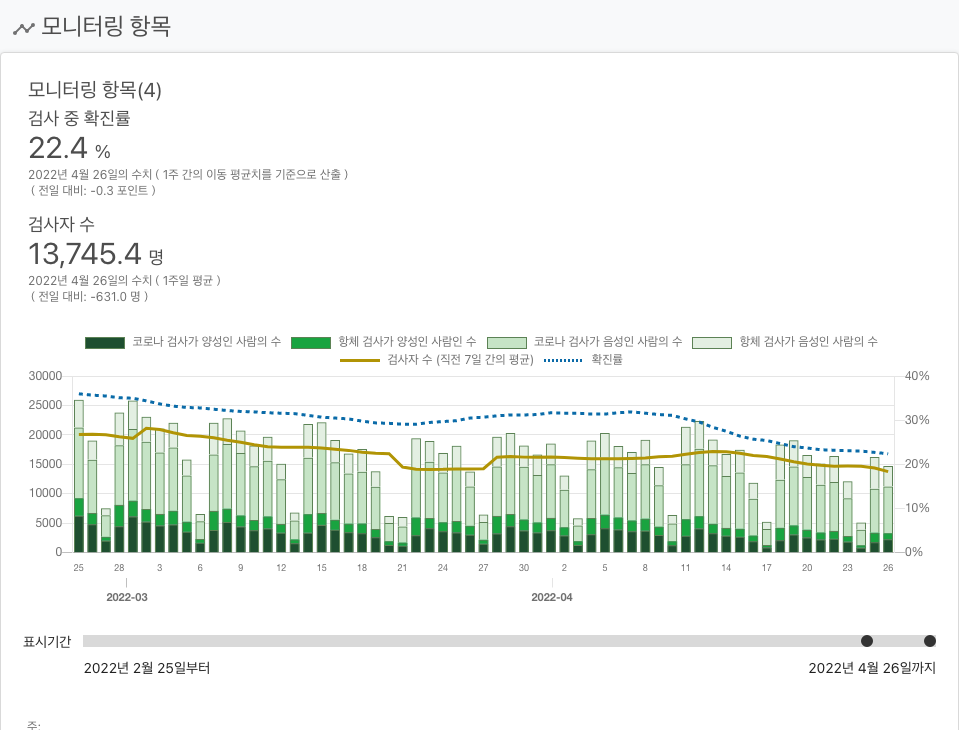 모니터링 항목
모니터링 항목(4)
검사 중 확진률
22.4 %
2022년 4월 26일의 수치 ( 1주 간의 이동 평균치를 기준으로 산출 )
( 전일 대비: -0.3 포인트 )
검사자 수
13,745.4 명
2022년 4월 26일의 수치 ( 1주일 평균 )
( 전일 대비: -631.0 명 )
코로나 검사가 양성인 사람의 수 항체 검사가 양성인 사람인 수 코로나 검사가 음성인 사람의 수 항체 검사가 음성인 사람의 수
검사자 수 (직전 7일 간의 평균) 확진률
30000 40%
25000
30%
20000
15000 20%
10000
10%
5000
0 0%
25 28 3 6 9 12 15 18 21 24 27 30 2 5 8 11 14 17 20 23 26
2022-03 2022-04
표시기간
2022년 2월 25일부터 2022년 4월 26일까지
주: